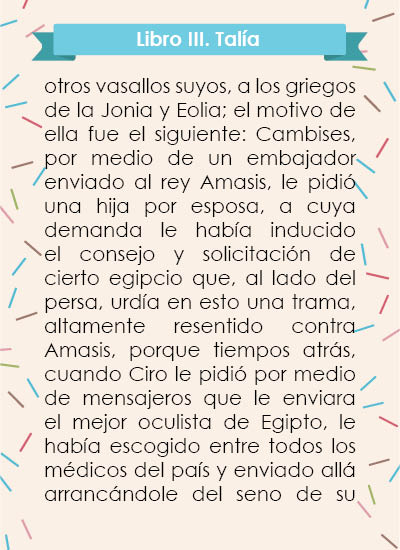 Libro III. Talía
otros vasallos suyos, a los griegos
de la Jonia y Eolia; el motivo de
ella fue el siguiente: Cambises,
por medio de un embajador
enviado al rey Amasis, le pidió
una hija por esposa, a cuya
demanda le había inducido
el consejo y solicitación de
cierto egipcio que, al lado del
persa, urdía en esto una trama,
altamente resentido contra
Amasis, porque tiempos atrás,
cuando Ciro le pidió por medio
de mensajeros que le enviara
el mejor oculista de Egipto, le
había escogido entre todos los
médicos del país y enviado allá
arrancándole del seno de su